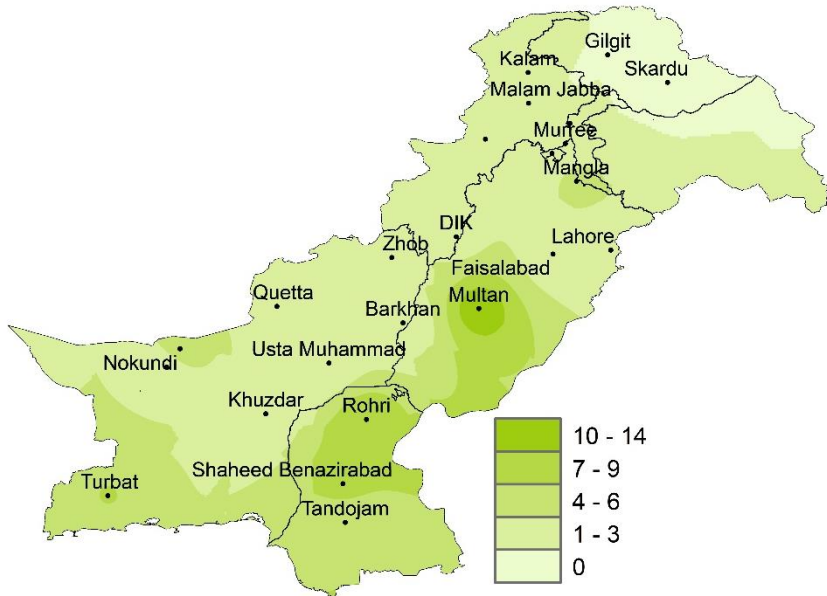 Gilgit
Kalam
Skardu
Malam Jabba
Murree
Mangla
DIK
Zhob
Lahore
Faisalabad
Quetta
Multan
Barkhan
Nokundi
Usta Muhammad
Khuzdar
Rohri
Shaheed Benazirabad
Turbat
Tandojam
10 - 14
7 - 9
4 - 6
1 - 3
0